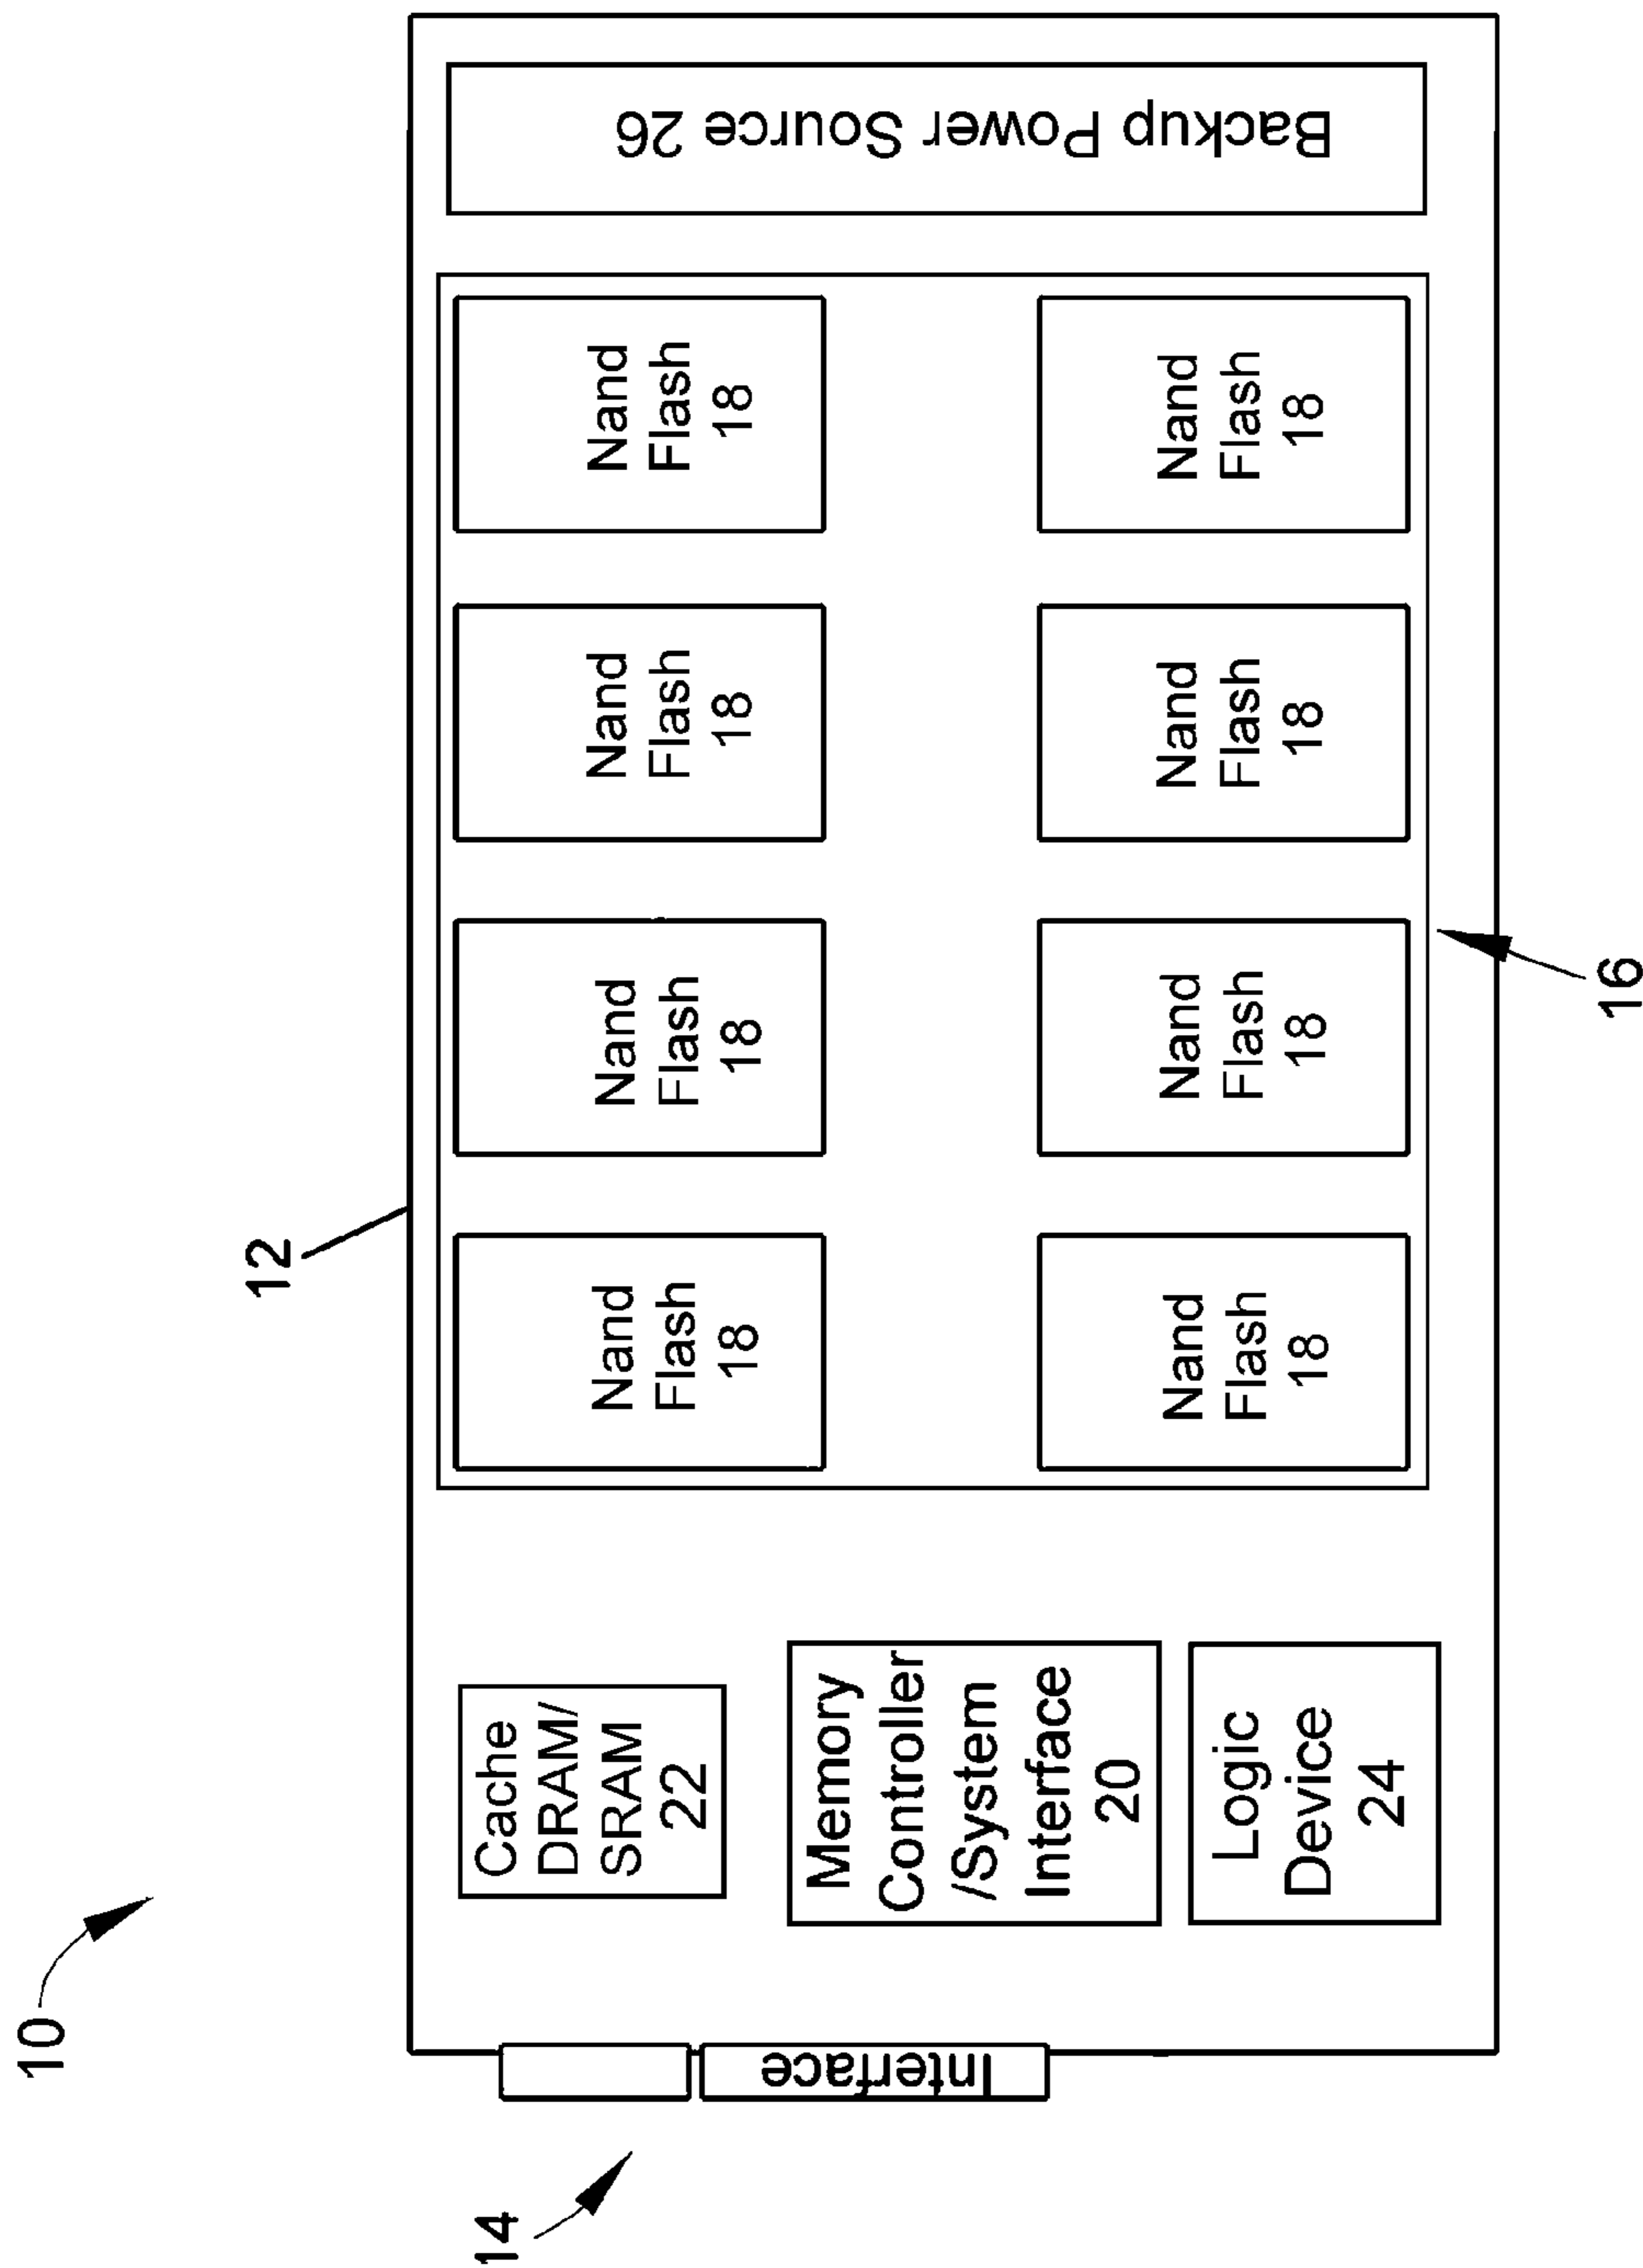 10
12
14
Interface
Cache
DRAM/
SRAM
22
Memory
Controller
/System
Interface
20
Logic
Device
24
Nand
Flash
18
Nand
Flash
18
Nand
Flash
18
Nand
Flash
18
Nand
Flash
18
Nand
Flash
18
Nand
Flash
18
Nand
Flash
18
Backup Power Source 26
16